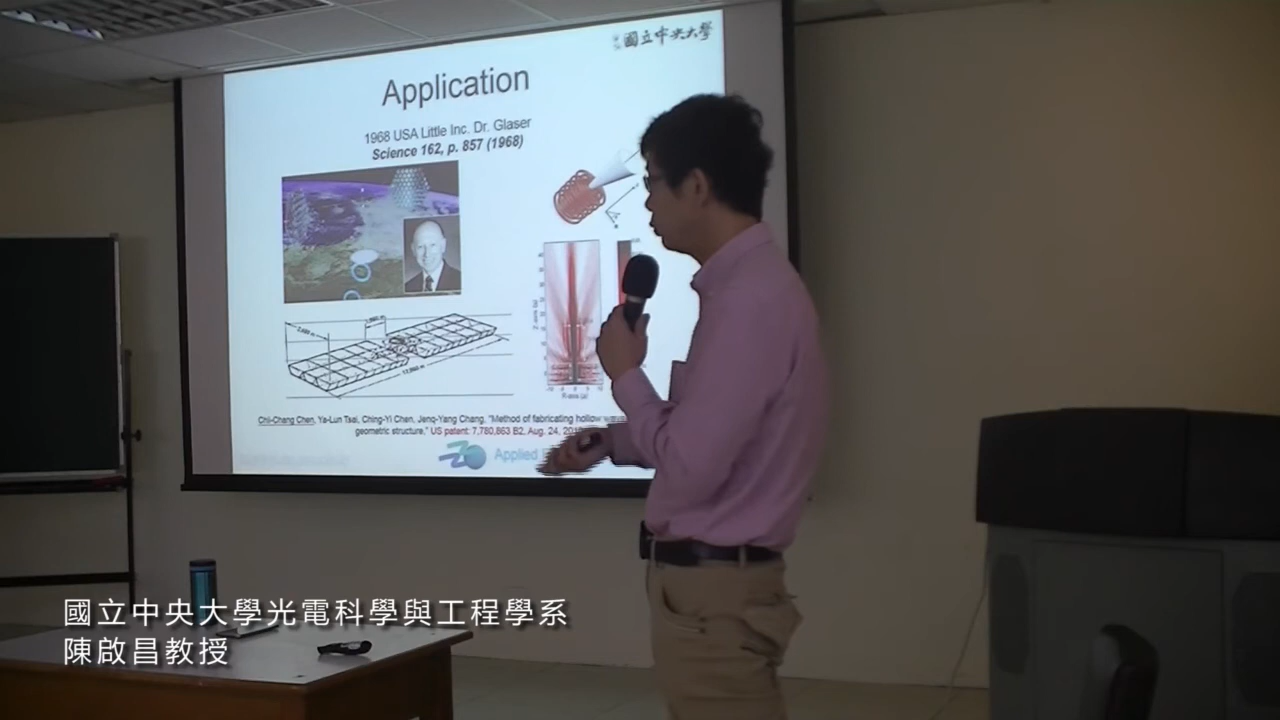 國立中央大學
Application
1968 USA Little Inc. Dr. Glaser
Science 162, p. 857 (1968)
Chii-Chang Chen, Ya-Lun Tsai, Ching-Yi Chen, Jenq-Yang Chang, "Method of fabricating hollow
geometric structure," US patent: 7,780,863 B2, Aug. 24,
Applied
國立中央大學光電科學與工程學系
陳啟昌教授